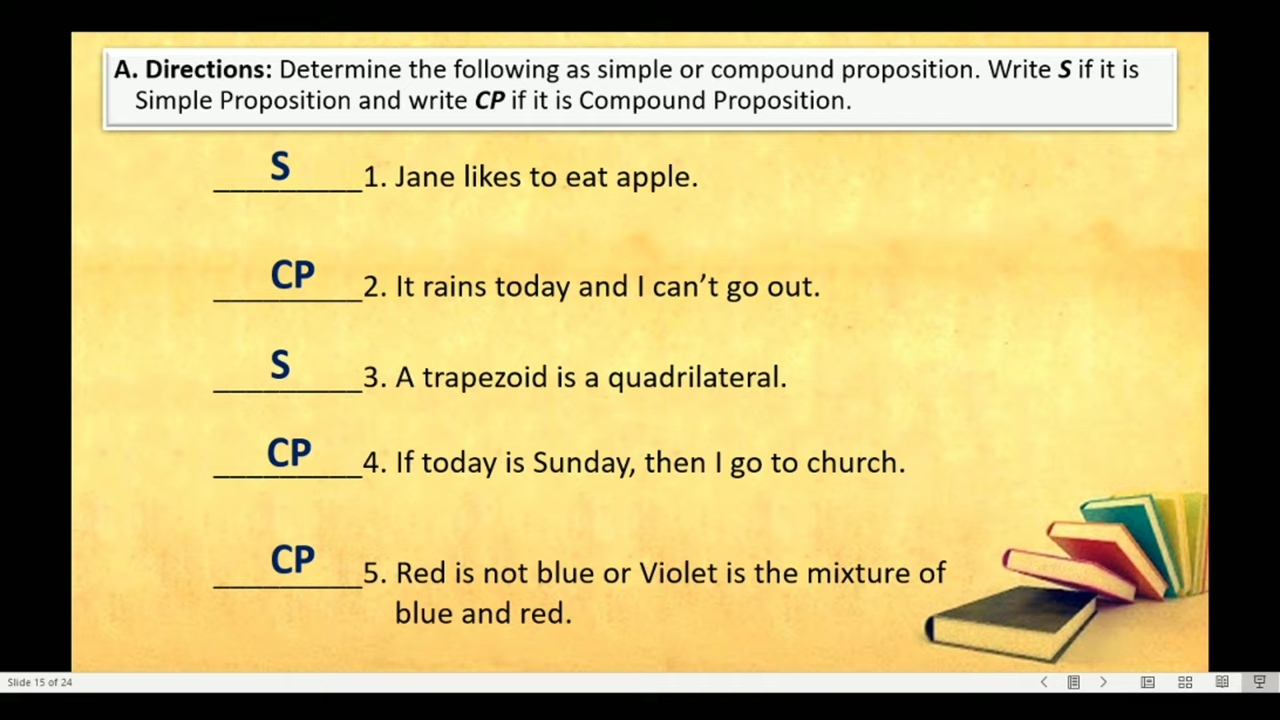 A. Directions: Determine the following as simple or compound proposition. Write S if it is
Simple Proposition and write CP if it is Compound Proposition.
S
__________1. Jane likes to eat apple.
CP
__________2. It rains today and I can’t go out.
S
__________3. A trapezoid is a quadrilateral.
CP
__________4. If today is Sunday, then I go to church.
CP
__________5. Red is not blue or Violet is the mixture of
blue and red.
Slide 15 of 24